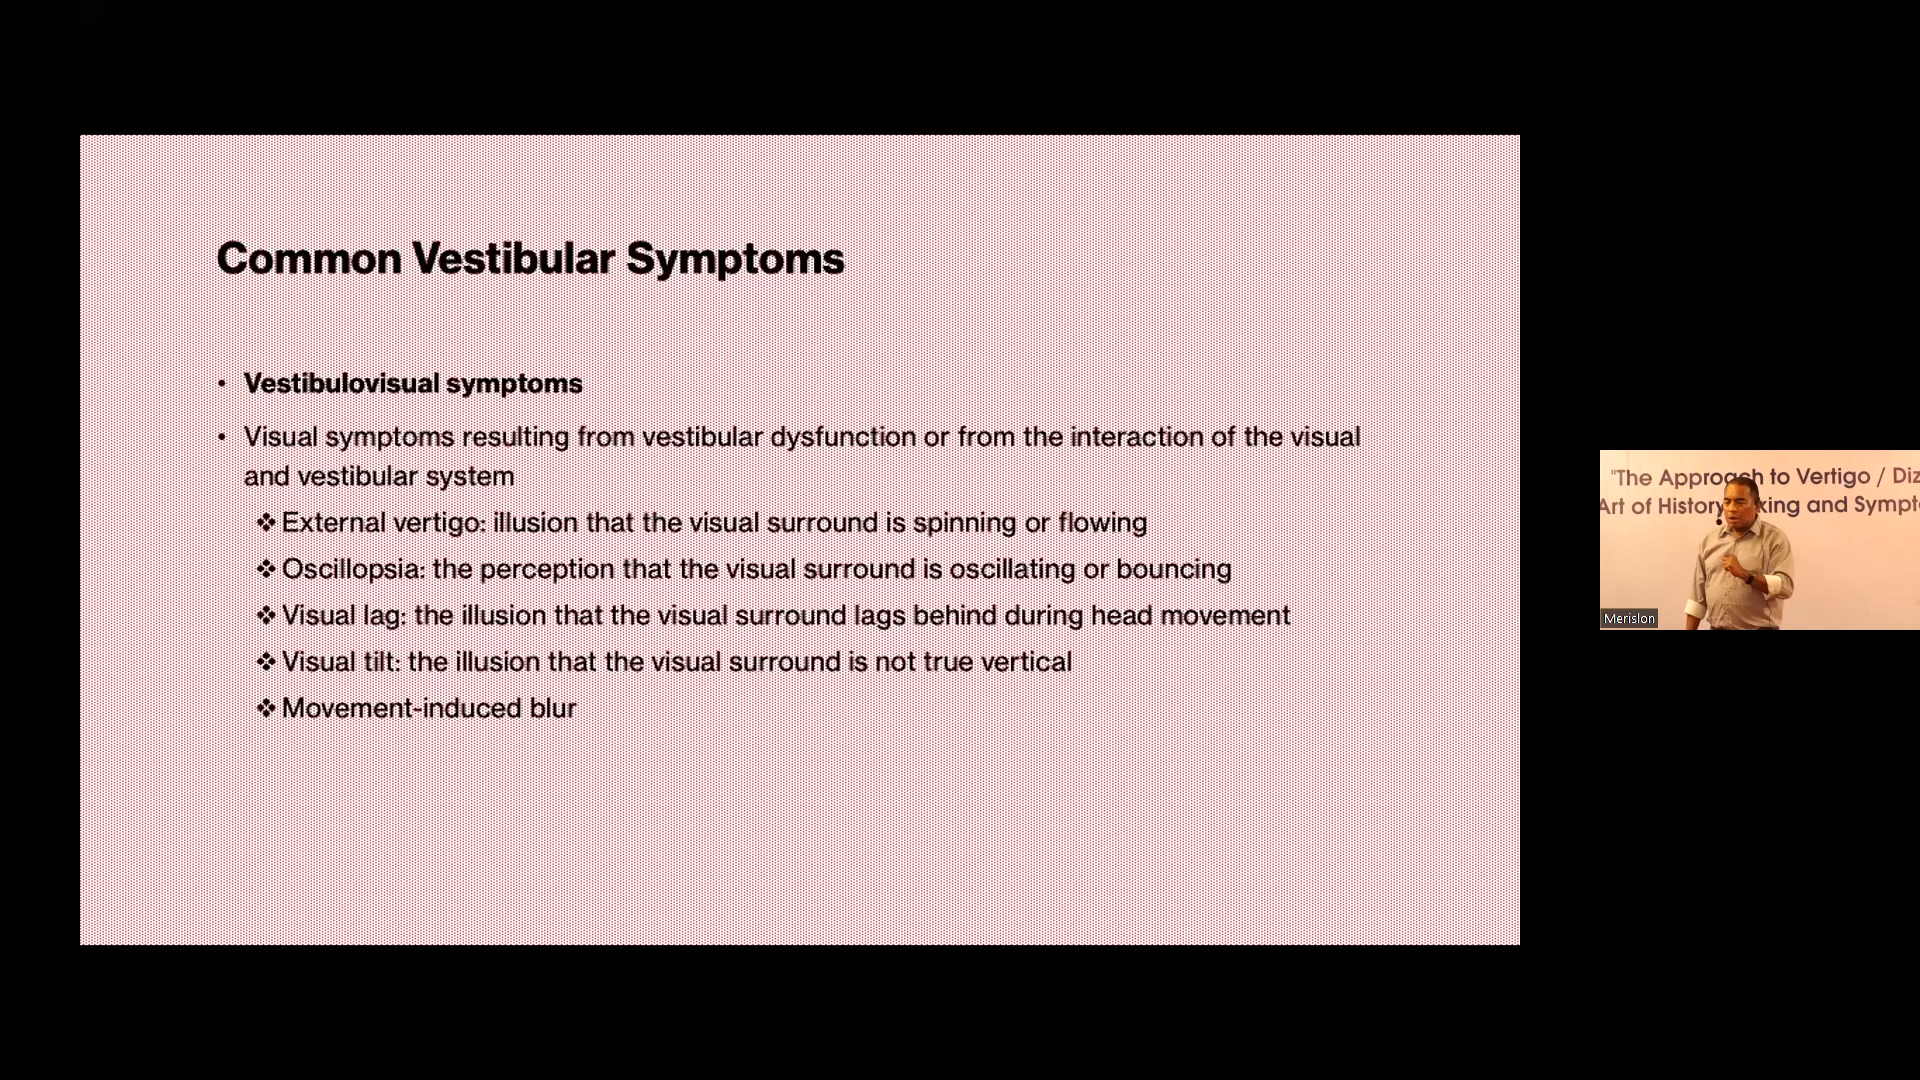 Common Vestibular Symptoms
• Vestibulovisual symptoms
• Visual symptoms resulting from vestibular dysfunction or from the interaction of the visual
and vestibular system
❖ External vertigo: illusion that the visual surround is spinning or flowing
❖ Oscillopsia: the perception that the visual surround is oscillating or bouncing
❖ Visual lag: the illusion that the visual surround lags behind during head movement
❖ Visual tilt: the illusion that the visual surround is not true vertical
❖ Movement-induced blur
"The Approach to Vertigo / Diz
Art of History king and Sympt
Merislon